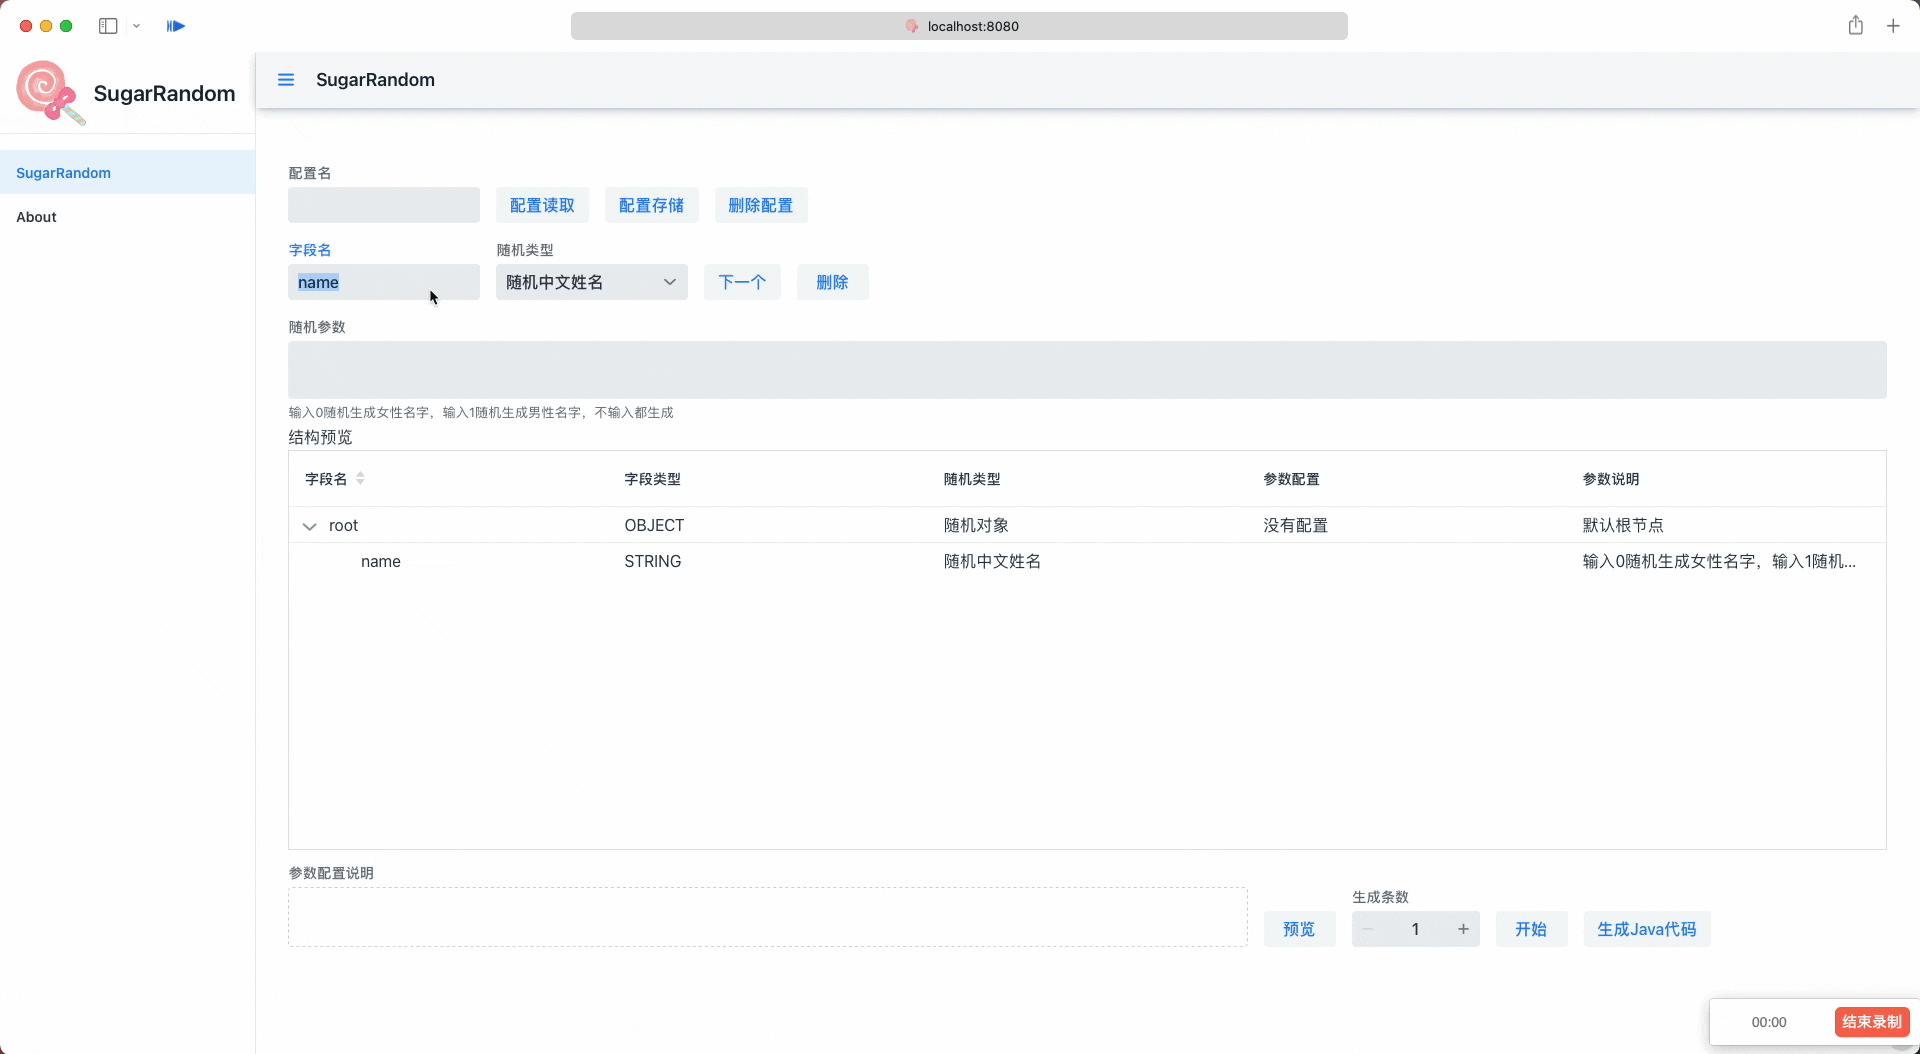 localhost:8080
SugarRandom
SugarRandom
SugarRandom
About
配置名
配置读取
配置存储
删除配置
字段名
随机类型
name
随机中文姓名
下一个
删除
随机参数
输入0随机生成女性名字，输入1随机生成男性名字，不输入都生成
结构预览
字段名 字段类型 随机类型 参数配置 参数说明
root OBJECT 随机对象 没有配置 默认根节点
name STRING 随机中文姓名 输入0随机生成女性名字，输入1随机...
参数配置说明
生成条数
预览
1
开始
生成Java代码
00:00
结束录制